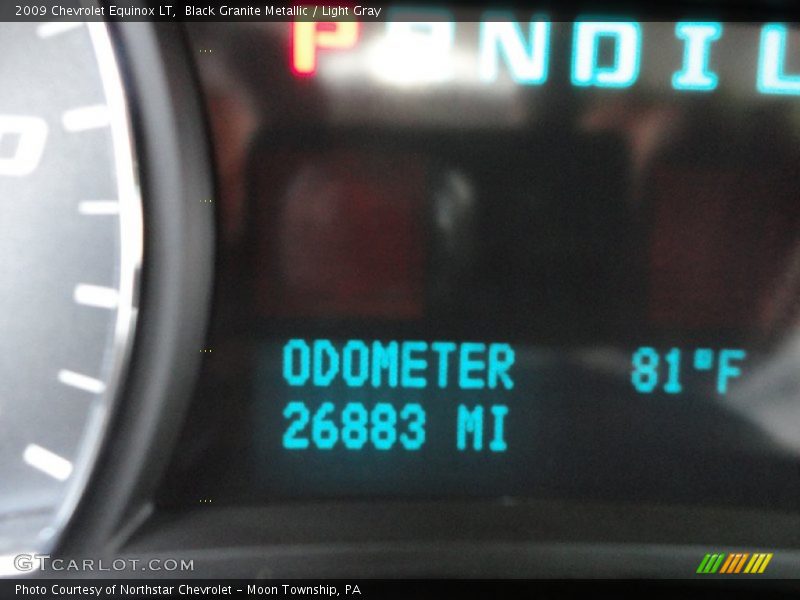 2009 Chevrolet Equinox LT,  Black Granite Metallic / Light Gray
P R N D I L
0
ODOMETER 81°F
26883 MI
GTCARLOT.COM
Photo Courtesy of Northstar Chevrolet - Moon Township, PA